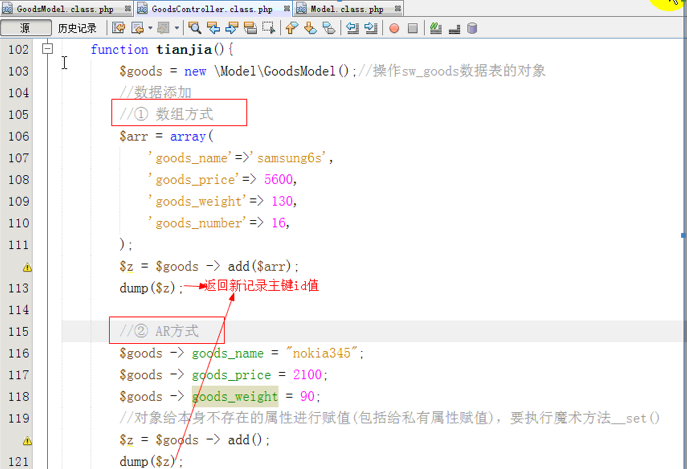 GoodsModel.class.php GoodsController.class.php Model.class.php
源 历史记录
102 function tianjia(){
103 $goods = new \Model\GoodsModel();//操作sw_goods数据表的对象
104 //数据添加
105 //① 数组方式
106 $arr = array(
107 'goods_name'=>'samsung6s',
108 'goods_price'=> 5600,
109 'goods_weight'=> 130,
110 'goods_number'=> 16,
111 );
$z = $goods -> add($arr);
113 dump($z); 返回新记录主键id值
114
115 //② AR方式
116 $goods -> goods_name = "nokia345";
117 $goods -> goods_price = 2100;
118 $goods -> goods_weight = 90;
119 //对象给本身不存在的属性进行赋值(包括给私有属性赋值), 要执行魔术方法__set()
$z = $goods -> add();
121 dump($z);